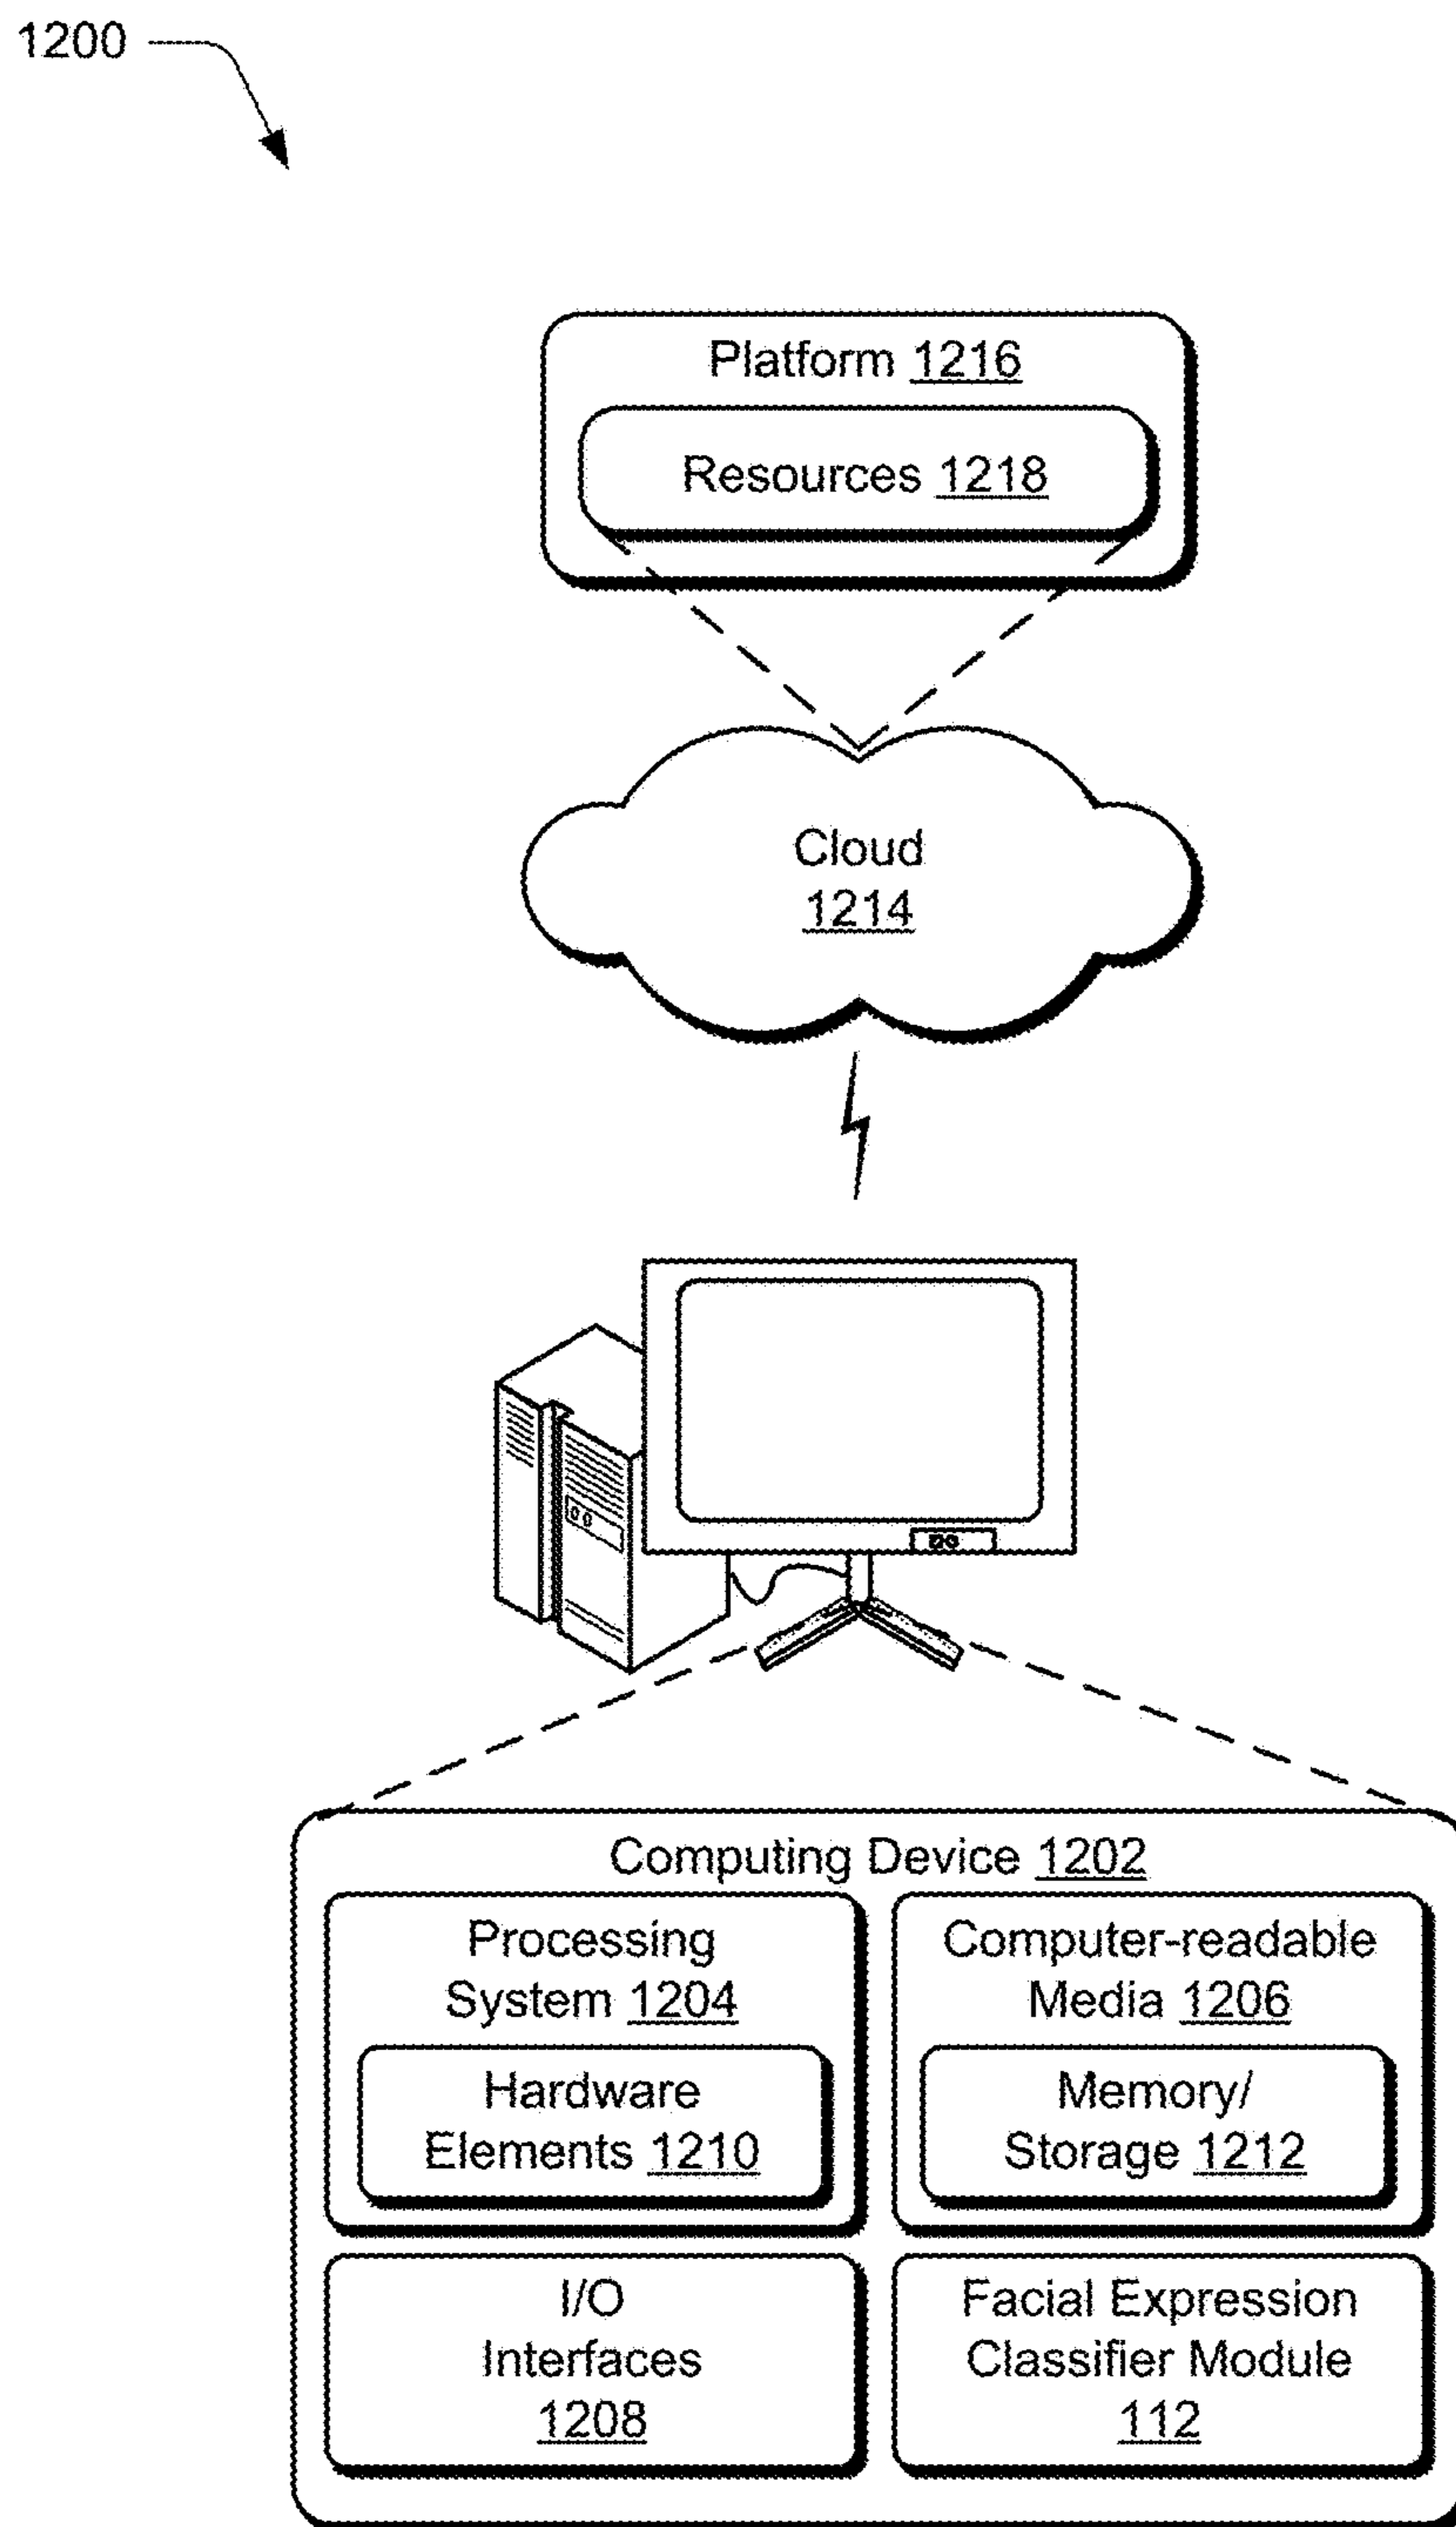 1200
Platform 1216
Resources 1218
Cloud
1214
Computing Device 1202
Processing
System 1204
Hardware
Elements 1210
Computer-readable
Media 1206
Memory/
Storage 1212
I/O
Interfaces
1208
Facial Expression
Classifier Module
112